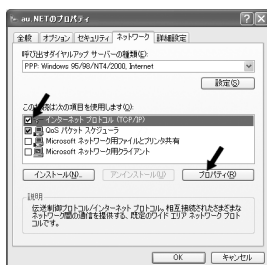 au.NETのプロパティ
全般 オプション セキュリティ ネットワーク 詳細設定
呼び出すダイヤルアップ サーバーの種類(E):
PPP: Windows 95/98/NT4/2000, Internet
設定(S)
この接続は次の項目を使用します(O):
インターネット プロトコル (TCP/IP)
QoS パケット スケジューラ
Microsoft ネットワーク用ファイルとプリンタ共有
Microsoft ネットワーク用クライアント
インストール(N)... アンインストール(U) プロパティ(R)
説明
伝送制御プロトコル/インターネット プロトコル。相互接続されたさまざまな
ネットワーク間の通信を提供する、既定のワイド エリア ネットワーク プロト
コルです。
OK キャンセル